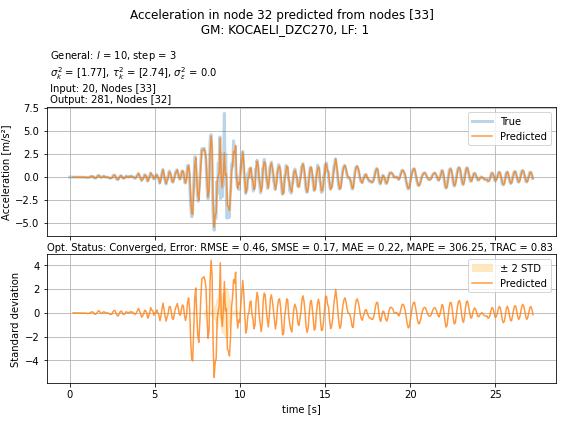 Acceleration in node 32 predicted from nodes [33]
GM: KOCAELI_DZC270, LF: 1
General: l = 10, step = 3
σ²ₖ = [1.77], τ²ₖ = [2.74], σ²ε = 0.0
Input: 20, Nodes [33]
Output: 281, Nodes [32]
Acceleration [m/s²]
7.5
5.0
2.5
0.0
−2.5
−5.0
True
Predicted
Opt. Status: Converged, Error: RMSE = 0.46, SMSE = 0.17, MAE = 0.22, MAPE = 306.25, TRAC = 0.83
Standard deviation
4
2
0
−2
−4
± 2 STD
Predicted
0 5 10 15 20 25
time [s]